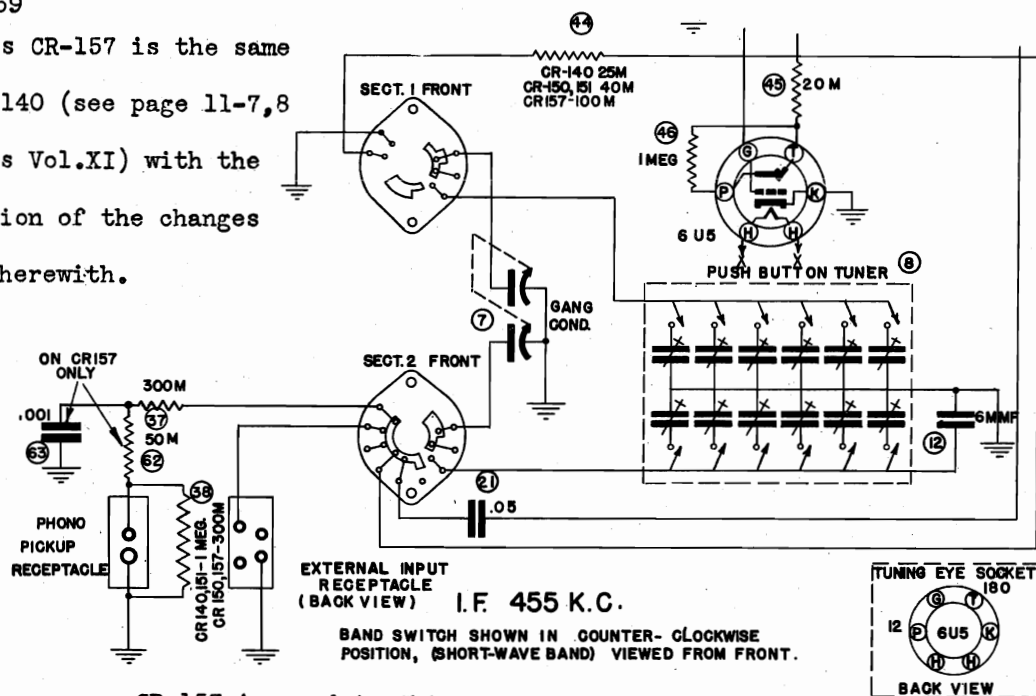 s CR-157 is the same
140 (see page 11-7,8
s Vol.XI) with the
ion of the changes
herewith.
44
CR-140 25M
CR-150,151 40M
CR157-100M
SECT. 1 FRONT
45
20 M
46
1 MEG
G
T
P
K
H
H
6U5
X
X
PUSH BUTTON TUNER
8
GANG
COND.
7
SECT. 2 FRONT
ON CR157
ONLY
300M
37
.001
63
50M
62
38
CR140,151-1 MEG.
CR150,157-300M
PHONO
PICKUP
RECEPTACLE
21
.05
6MMF
12
EXTERNAL INPUT
RECEPTACLE
(BACK VIEW)
I.F. 455 K.C.
BAND SWITCH SHOWN IN COUNTER-CLOCKWISE
POSITION, (SHORT-WAVE BAND) VIEWED FROM FRONT.
TUNING EYE SOCKET
180
G
T
12
P
6U5
K
H
H
BACK VIEW